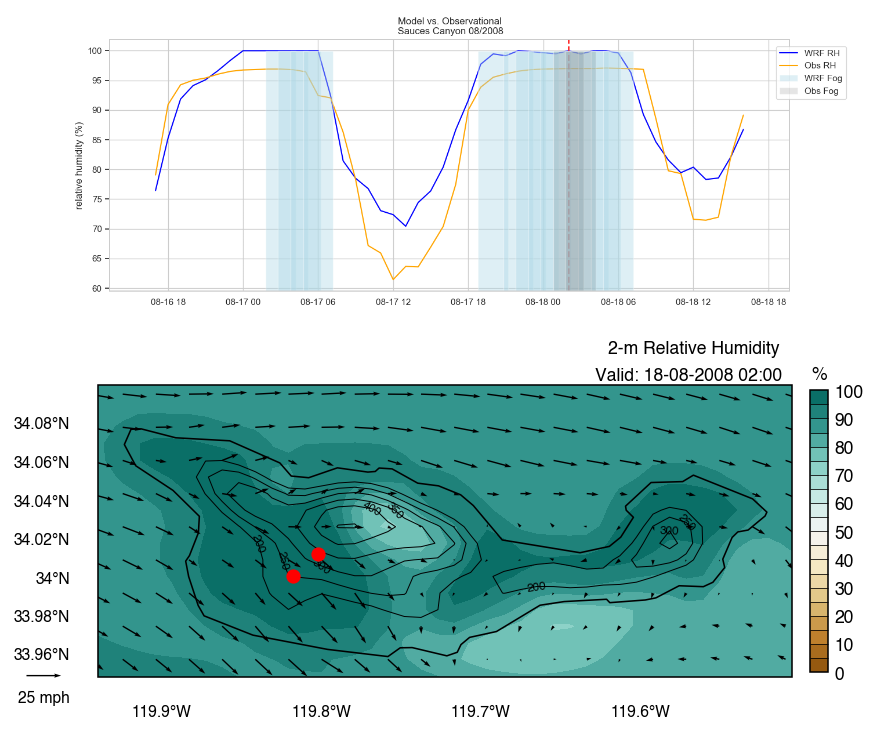 Model vs. Observational
Sauces Canyon 08/2008
relative humidity (%)
100
95
90
85
80
75
70
65
60
08-16 18
08-17 00
08-17 06
08-17 12
08-17 18
08-18 00
08-18 06
08-18 12
08-18 18
WRF RH
Obs RH
WRF Fog
Obs Fog
2-m Relative Humidity
Valid: 18-08-2008 02:00
%
34.08°N
34.06°N
34.04°N
34.02°N
34°N
33.98°N
33.96°N
25 mph
119.9°W
119.8°W
119.7°W
119.6°W
100
90
80
70
60
50
40
30
20
10
0
400
300
200
200